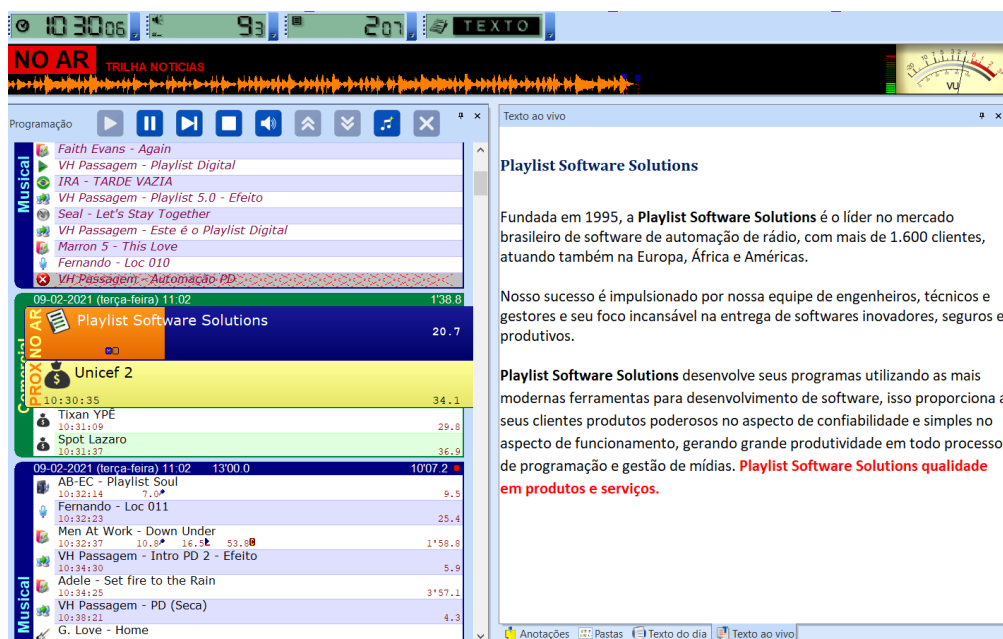 10 30 06
93
207
TEXTO
NO AR TRILHA NOTICIAS
VU
Programação
Faith Evans - Again
VH Passagem - Playlist Digital
IRA - TARDE VAZIA
VH Passagem - Playlist 5.0 - Efeito
Seal - Let's Stay Together
VH Passagem - Este é o Playlist Digital
Marron 5 - This Love
Fernando - Loc 010
VH Passagem - Automação PD
Musical
09-02-2021 (terça-feira) 11:02 1'38.8
NO AR
Playlist Software Solutions
20.7
PROX
Unicef 2
10:30:35 34.1
Tixan YPÊ
10:31:09 29.8
Spot Lazaro
10:31:37 36.9
Comercial
09-02-2021 (terça-feira) 11:02 13'00.0 10'07.2
AB-EC - Playlist Soul
10:32:14 7.0 9.5
Fernando - Loc 011
10:32:23 25.4
Men At Work - Down Under
10:32:37 10.8 16.5 53.8 1'58.8
VH Passagem - Intro PD 2 - Efeito
10:34:30 5.9
Adele - Set fire to the Rain
10:34:25 3'57.1
VH Passagem - PD (Seca)
10:38:21 4.3
G. Love - Home
Musical
Texto ao vivo
Playlist Software Solutions
Fundada em 1995, a Playlist Software Solutions é o líder no mercado
brasileiro de software de automação de rádio, com mais de 1.600 clientes,
atuando também na Europa, África e Américas.
Nosso sucesso é impulsionado por nossa equipe de engenheiros, técnicos e
gestores e seu foco incansável na entrega de softwares inovadores, seguros e
produtivos.
Playlist Software Solutions desenvolve seus programas utilizando as mais
modernas ferramentas para desenvolvimento de software, isso proporciona a
seus clientes produtos poderosos no aspecto de confiabilidade e simples no
aspecto de funcionamento, gerando grande produtividade em todo processo
de programação e gestão de mídias. Playlist Software Solutions qualidade
em produtos e serviços.
Anotações Pastas Texto do dia Texto ao vivo